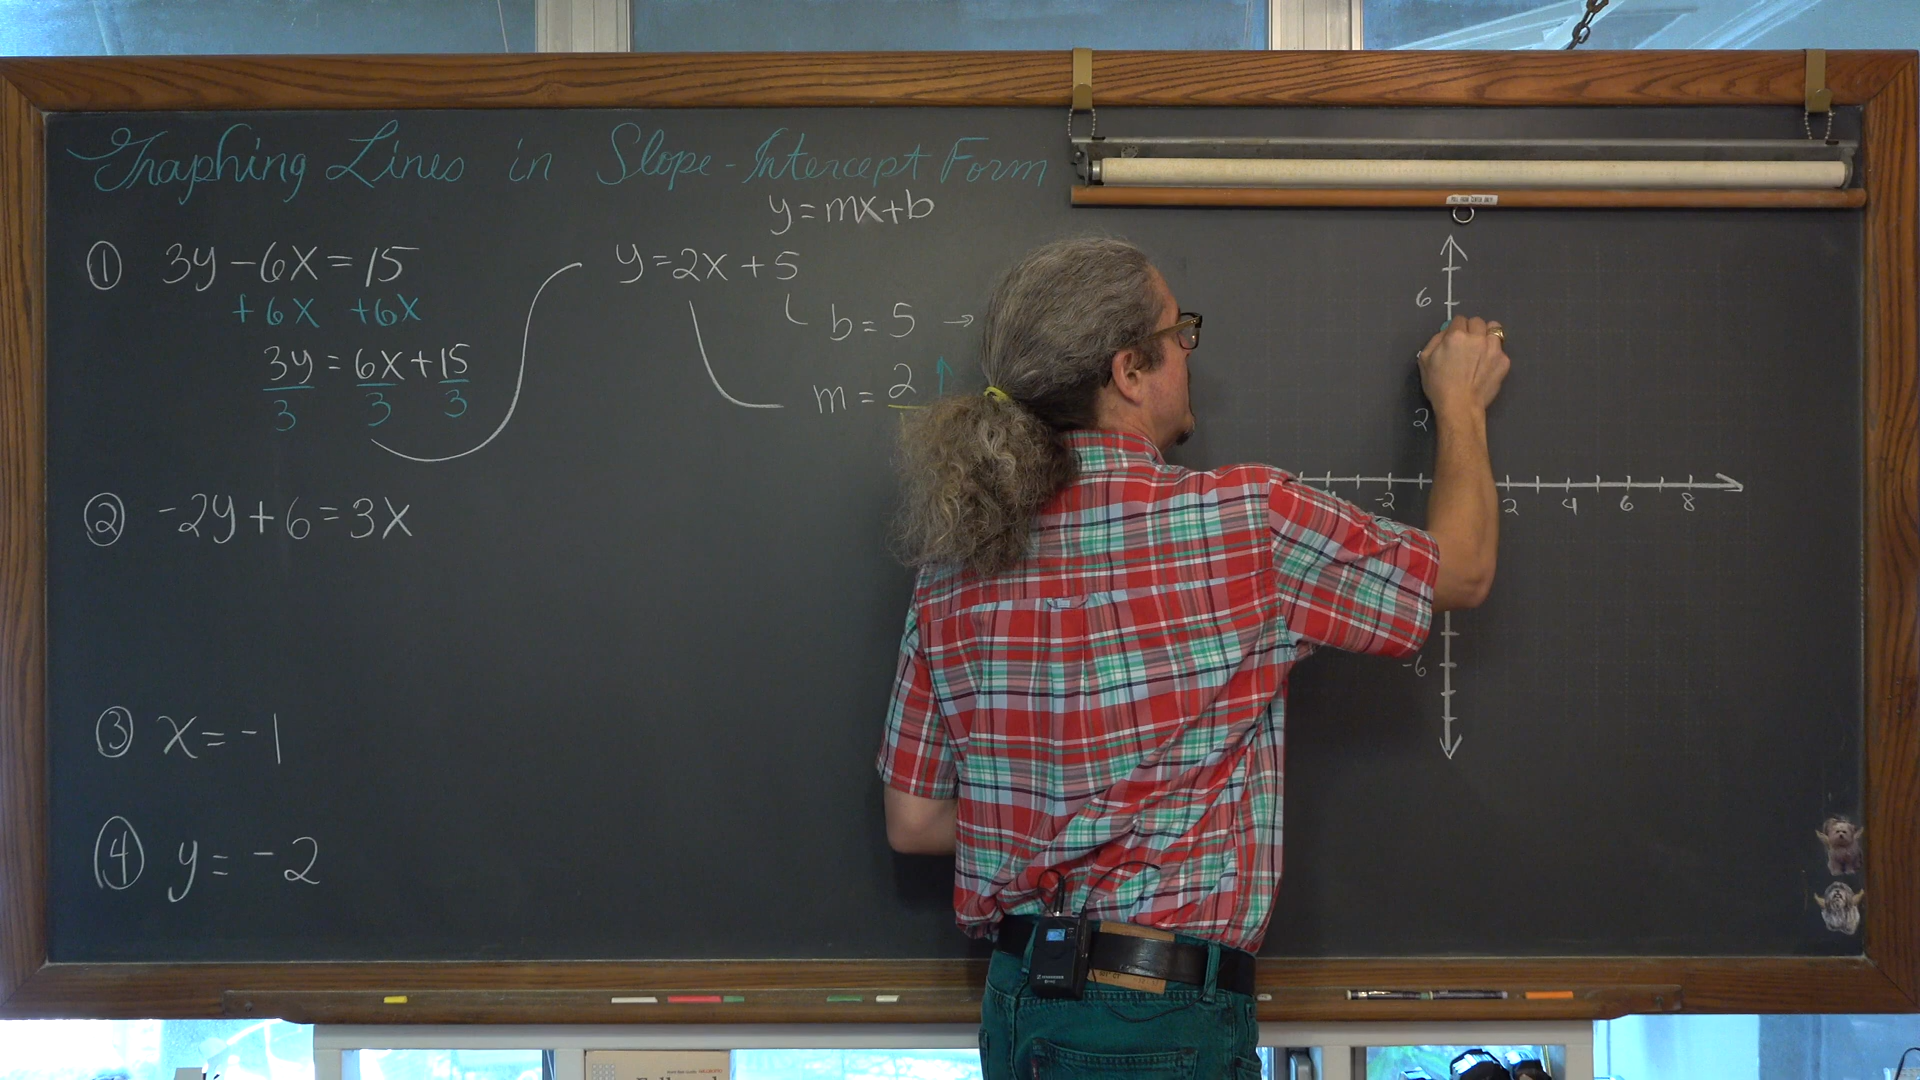 Graphing Lines in Slope-Intercept Form
y=mx+b
① 3y-6x=15
+6x +6x
3y = 6x+15
3 3 3
y=2x+5
b=5 →
m=2 ↑
② -2y+6=3x
③ x=-1
④ y=-2
6
2
-2 2 4 6 8
-6